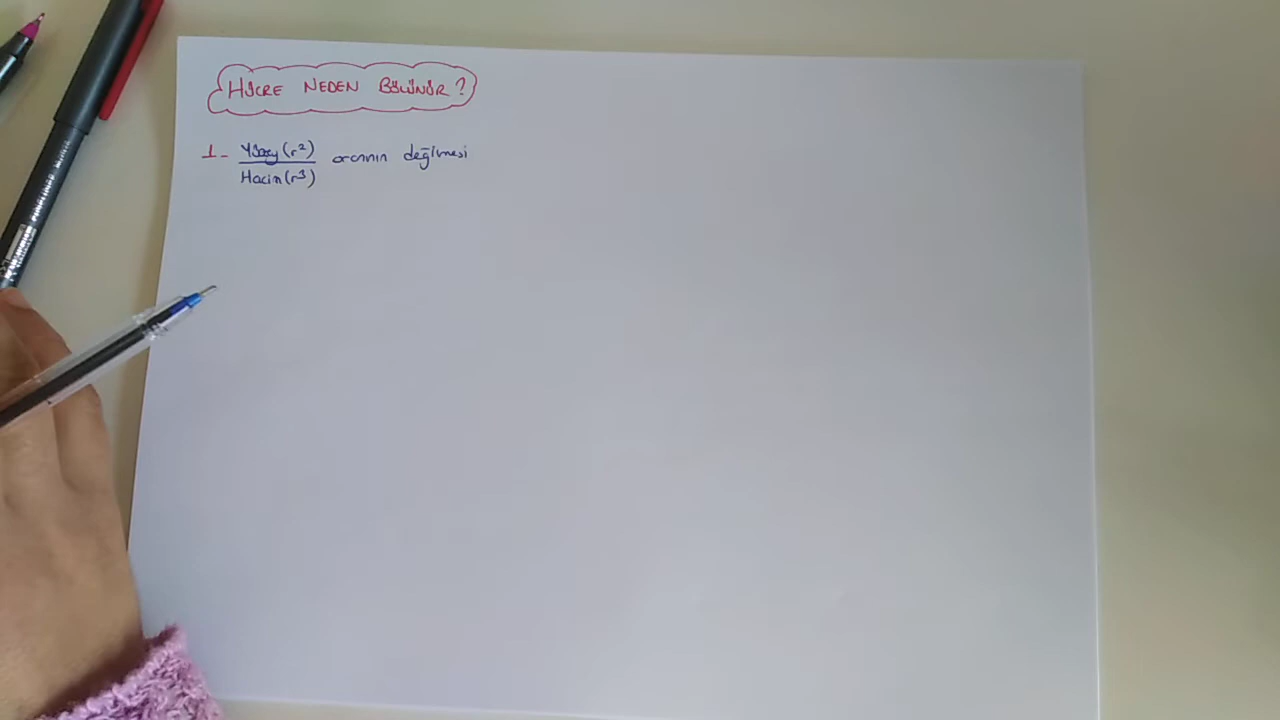 HÜCRE NEDEN BÖLÜNÜR?
1- Yüzey (r²) oranının değişmesi
Hacim (r³)